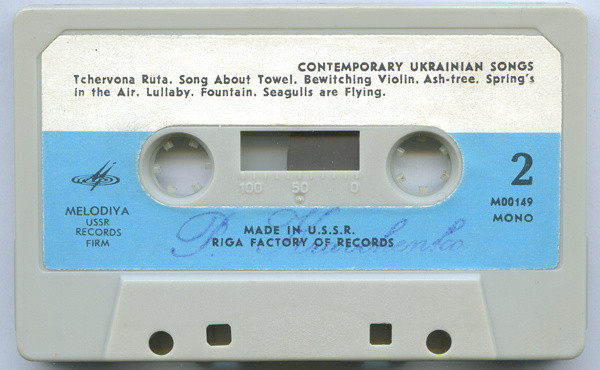 CONTEMPORARY UKRAINIAN SONGS
Tchervona Ruta. Song About Towel. Bewitching Violin. Ash-tree. Spring's
in the Air. Lullaby. Fountain. Seagulls are Flying.
100 50 0
2
MELODIYA
USSR
RECORDS
FIRM
M00149
MONO
MADE IN U.S.S.R.
RIGA FACTORY OF RECORDS
P.